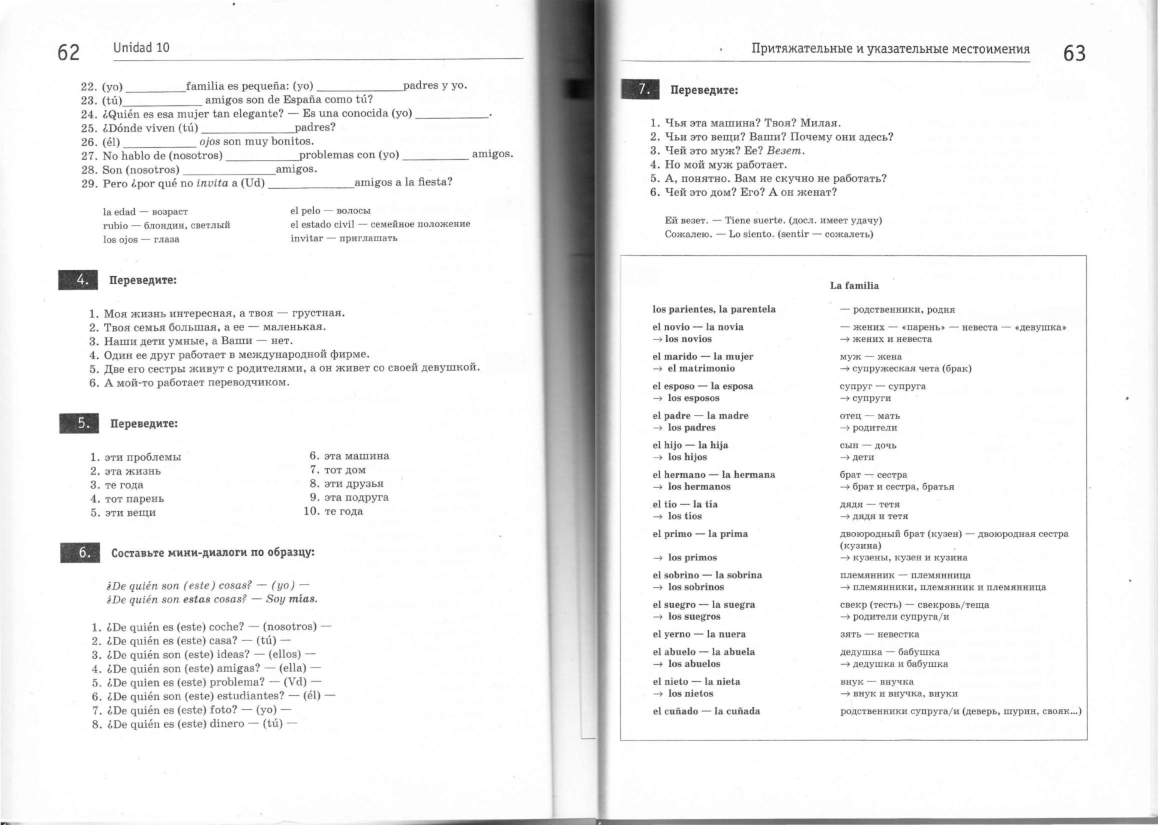 62 Unidad 10
22. (yo) ____________familia es pequeña: (yo) _________________padres y yo.
23. (tú)________________ amigos son de España como tú?
24. ¿Quién es esa mujer tan elegante? — Es una conocida (yo) ______________.
25. ¿Dónde viven (tú) __________________padres?
26. (él) ______________ ojos son muy bonitos.
27. No hablo de (nosotros) ______________problemas con (yo) _____________ amigos.
28. Son (nosotros) __________________amigos.
29. Pero ¿por qué no invita a (Ud) _________________amigos a la fiesta?
la edad — возраст
rubio — блондин, светлый
los ojos — глаза
el pelo — волосы
el estado civil — семейное положение
invitar — приглашать
4. Переведите:
1. Моя жизнь интересная, а твоя — грустная.
2. Твоя семья большая, а ее — маленькая.
3. Наши дети умные, а Ваши — нет.
4. Один ее друг работает в международной фирме.
5. Две его сестры живут с родителями, а он живет со своей девушкой.
6. А мой-то работает переводчиком.
5. Переведите:
1. эти проблемы
2. эта жизнь
3. те года
4. тот парень
5. эти вещи
6. эта машина
7. тот дом
8. эти друзья
9. эта подруга
10. те года
6. Составьте мини-диалоги по образцу:
¿De quién son (este) cosas? — (yo) —
¿De quién son estas cosas? — Soy mías.
1. ¿De quién es (este) coche? — (nosotros) —
2. ¿De quién es (este) casa? — (tú) —
3. ¿De quién son (este) ideas? — (ellos) —
4. ¿De quién son (este) amigas? — (ella) —
5. ¿De quien es (este) problema? — (Vd) —
6. ¿De quién son (este) estudiantes? — (él) —
7. ¿De quién es (este) foto? — (yo) —
8. ¿De quién es (este) dinero — (tú) —
Притяжательные и указательные местоимения 63
7. Переведите:
1. Чья эта машина? Твоя? Милая.
2. Чьи это вещи? Ваши? Почему они здесь?
3. Чей это муж? Ее? Везет.
4. Но мой муж работает.
5. А, понятно. Вам не скучно не работать?
6. Чей это дом? Его? А он женат?
Ей везет. — Tiene suerte. (досл. имеет удачу)
Сожалею. — Lo siento. (sentir — сожалеть)
La familia
los parientes, la parentela — родственники, родня
el novio — la novia — жених — «парень» — невеста — «девушка»
→ los novios → жених и невеста
el marido — la mujer муж — жена
→ el matrimonio → супружеская чета (брак)
el esposo — la esposa супруг — супруга
→ los esposos → супруги
el padre — la madre отец — мать
→ los padres → родители
el hijo — la hija сын — дочь
→ los hijos → дети
el hermano — la hermana брат — сестра
→ los hermanos → брат и сестра, братья
el tío — la tía дядя — тетя
→ los tíos → дядя и тетя
el primo — la prima двоюродный брат (кузен) — двоюродная сестра
(кузина)
→ los primos → кузены, кузен и кузина
el sobrino — la sobrina племянник — племянница
→ los sobrinos → племянники, племянник и племянница
el suegro — la suegra свекр (тесть) — свекровь/теща
→ los suegros → родители супруга/и
el yerno — la nuera зять — невестка
el abuelo — la abuela дедушка — бабушка
→ los abuelos → дедушка и бабушка
el nieto — la nieta внук — внучка
→ los nietos → внук и внучка, внуки
el cuñado — la cuñada родственники супруга/и (деверь, шурин, свояк...)